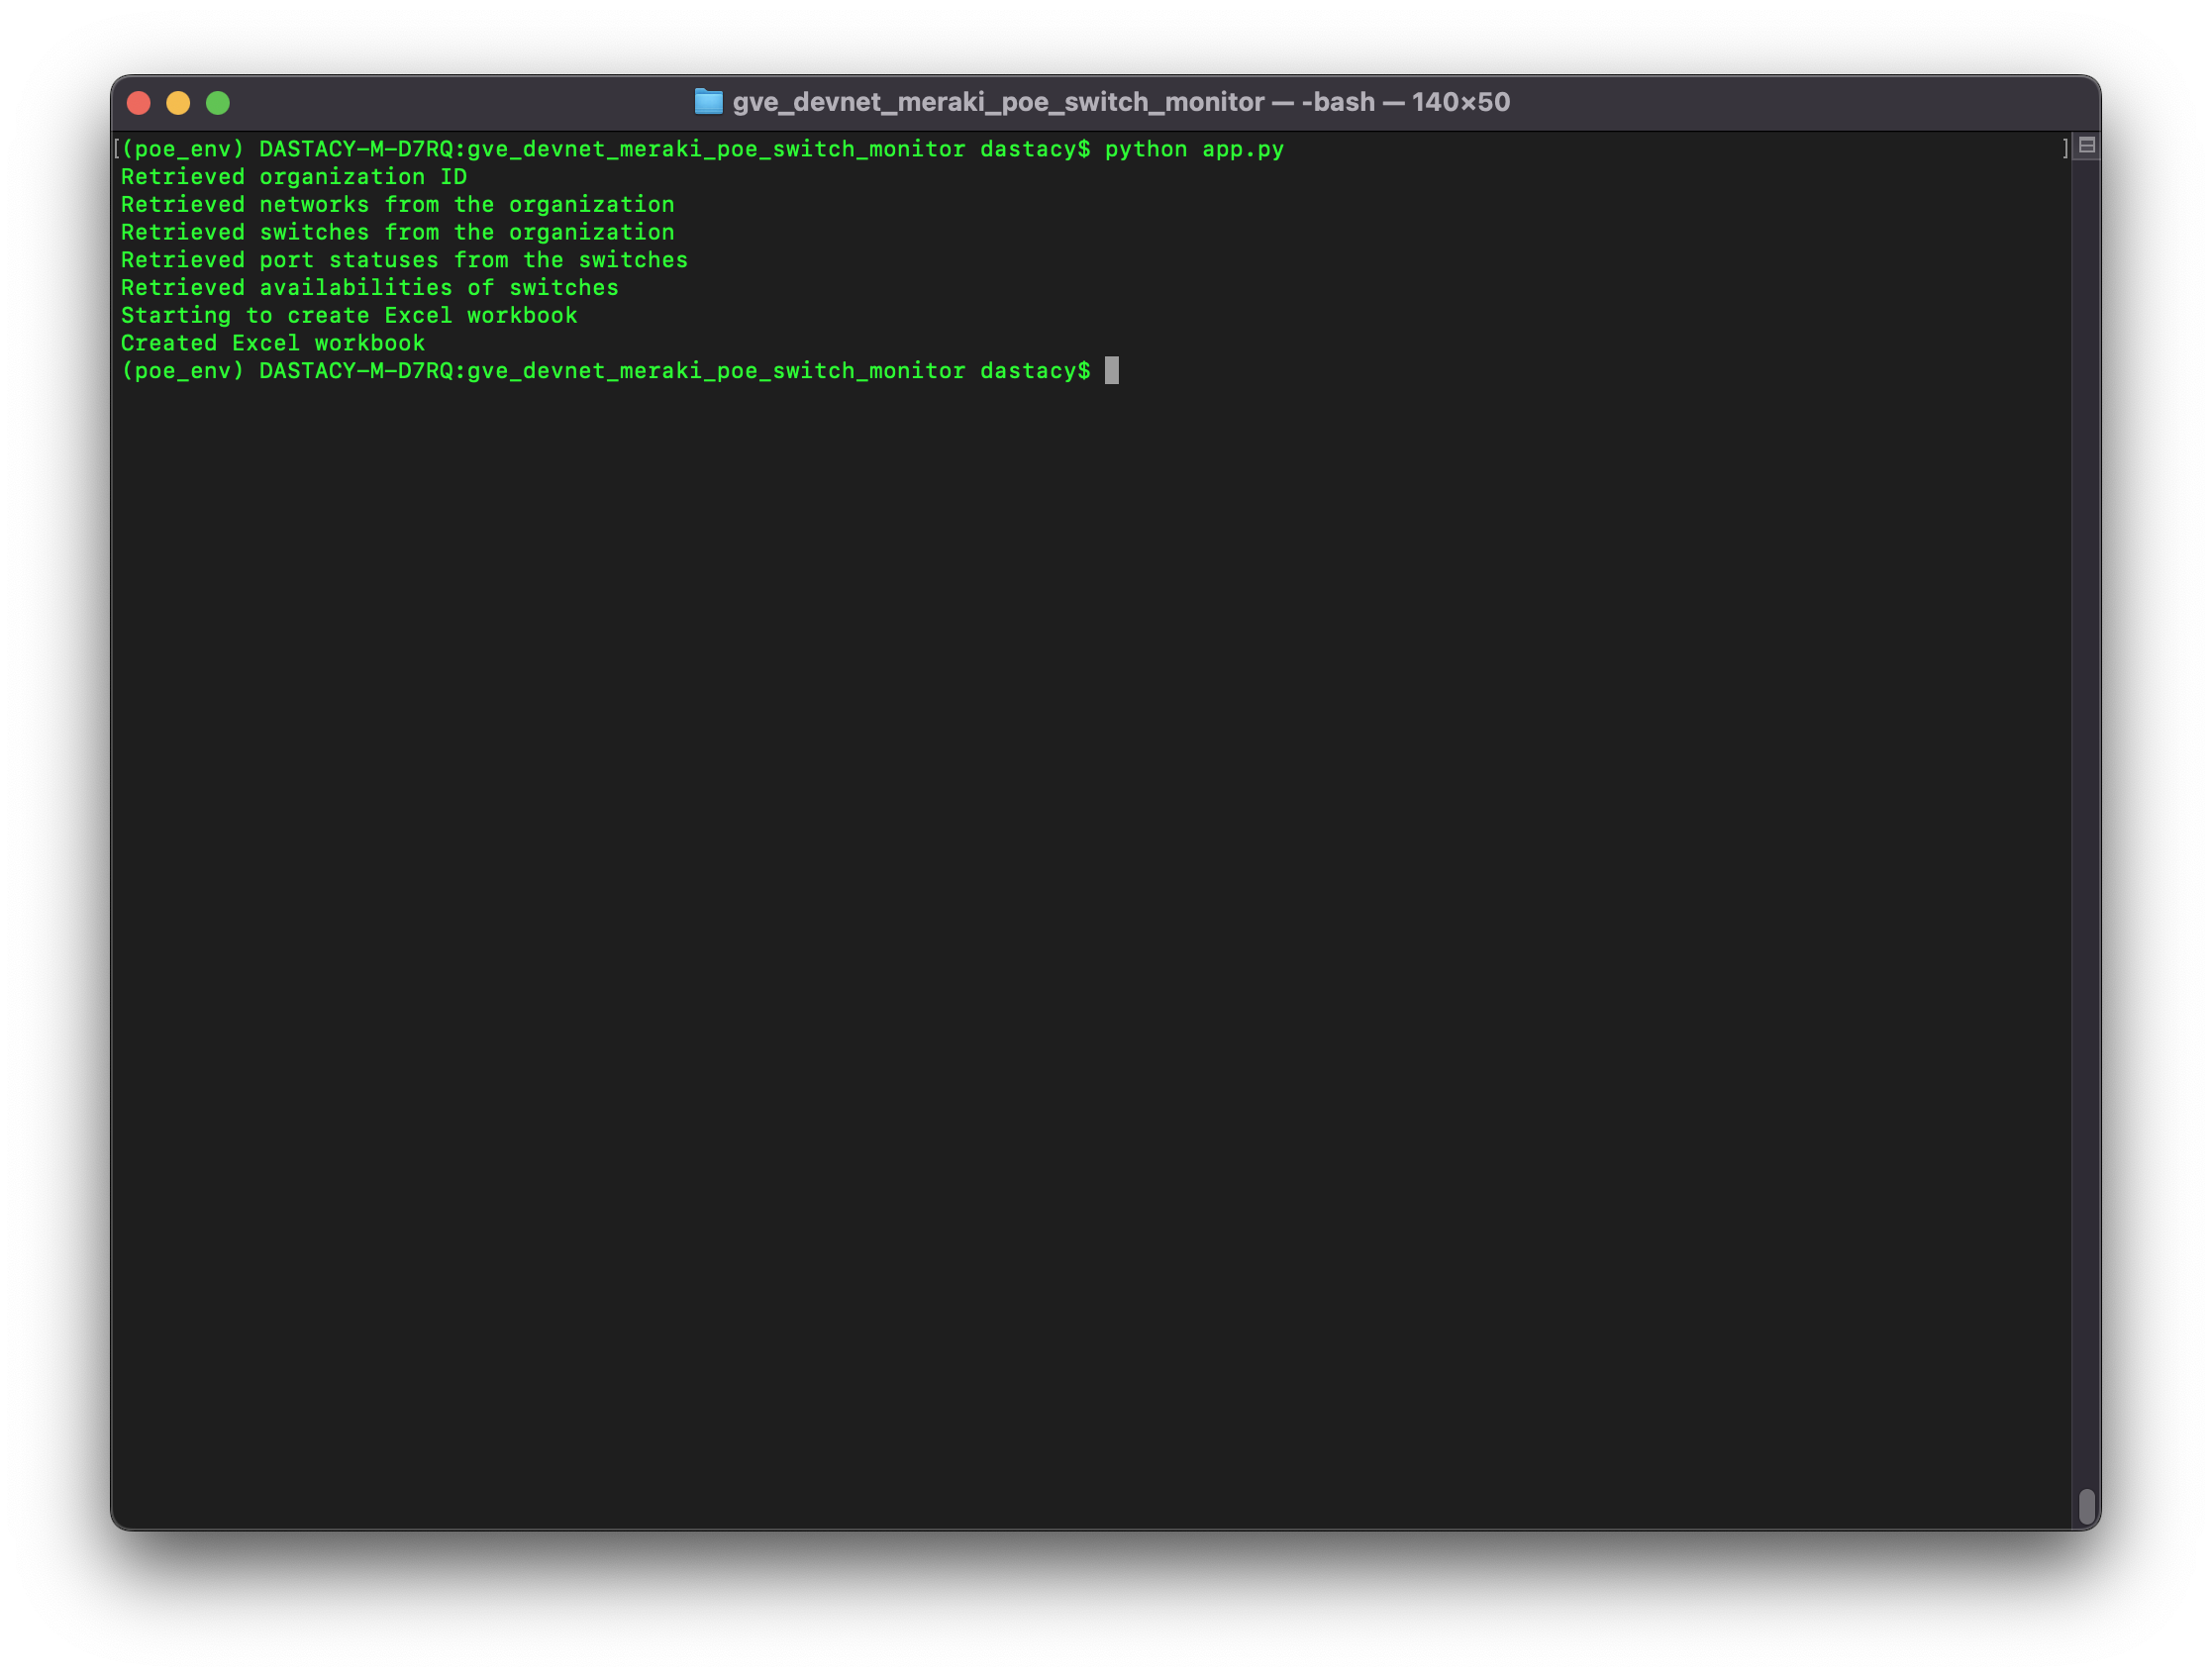 gve_devnet_meraki_poe_switch_monitor — -bash — 140×50
[(poe_env) DASTACY-M-D7RQ:gve_devnet_meraki_poe_switch_monitor dastacy$ python app.py ]
Retrieved organization ID
Retrieved networks from the organization
Retrieved switches from the organization
Retrieved port statuses from the switches
Retrieved availabilities of switches
Starting to create Excel workbook
Created Excel workbook
(poe_env) DASTACY-M-D7RQ:gve_devnet_meraki_poe_switch_monitor dastacy$